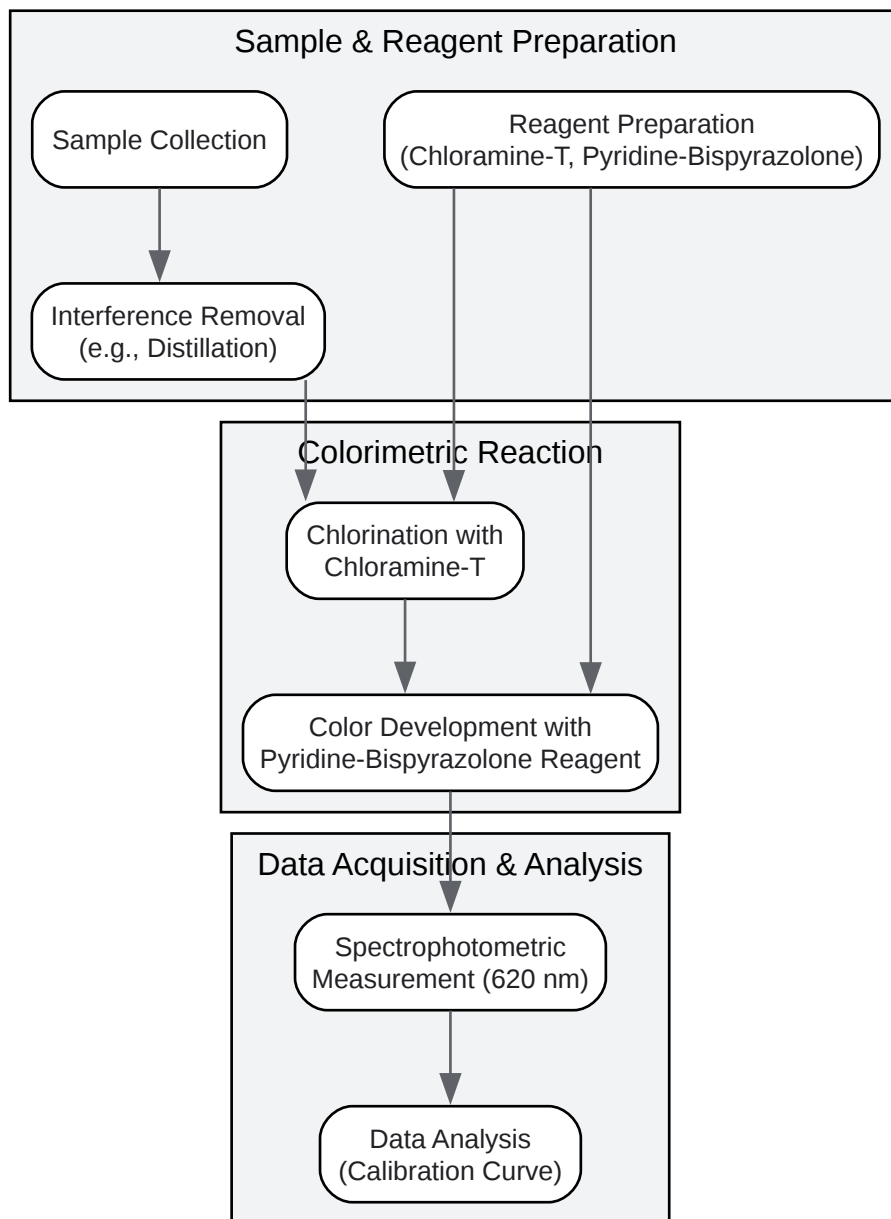 Sample & Reagent Preparation
Sample Collection
Reagent Preparation
(Chloramine-T, Pyridine-Bispyrazolone)
Interference Removal
(e.g., Distillation)
Colorimetric Reaction
Chlorination with
Chloramine-T
Color Development with
Pyridine-Bispyrazolone Reagent
Data Acquisition & Analysis
Spectrophotometric
Measurement (620 nm)
Data Analysis
(Calibration Curve)